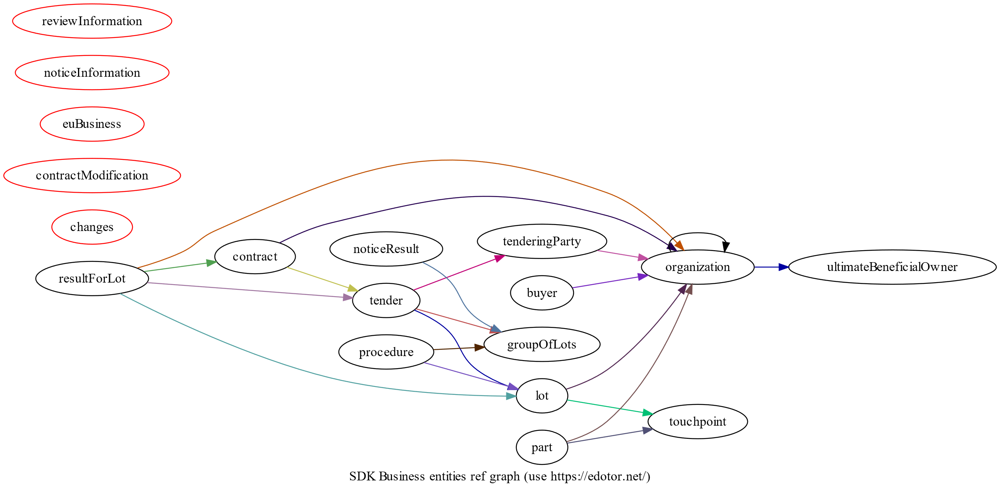 reviewInformation
noticeInformation
euBusiness
contractModification
changes
resultForLot
contract
noticeResult
tender
procedure
tenderingParty
buyer
groupOfLots
lot
part
organization
touchpoint
ultimateBeneficialOwner
SDK Business entities ref graph (use https://edotor.net/)